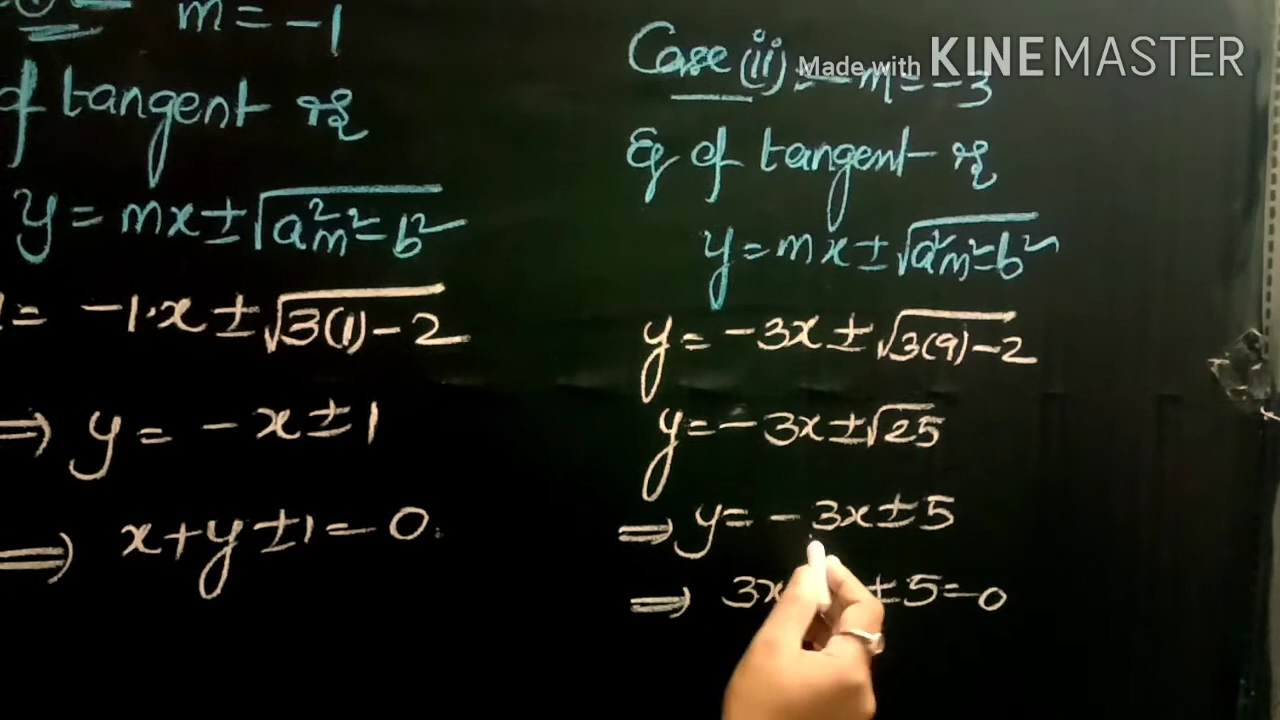 m = -1
of tangent is
y = mx ± √a²m² - b²
= -1·x ± √3(1) - 2
⇒ y = -x ± 1
⇒ x + y ± 1 = 0.
Case (ii) :- m = -3
Made with KINEMASTER
Eq of tangent is
y = mx ± √a²m² - b²
y = -3x ± √3(9) - 2
y = -3x ± √25
⇒ y = -3x ± 5
⇒ 3x ± 5 = 0